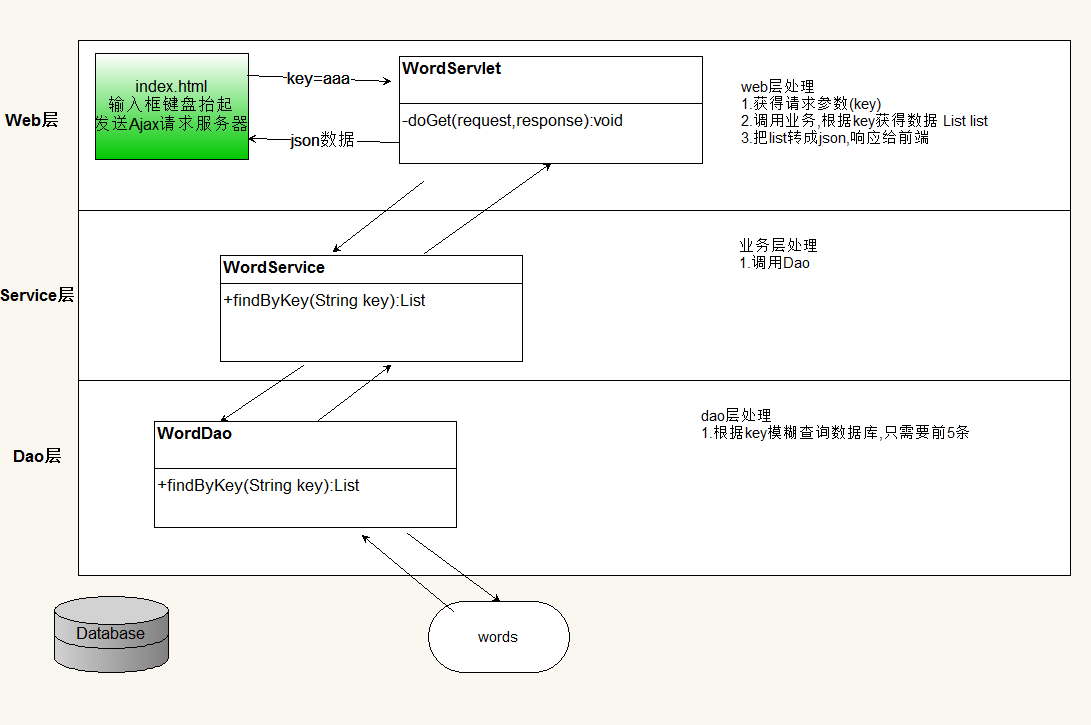 Web层
index.html
输入框键盘抬起
发送Ajax请求服务器
key=aaa
json数据
WordServlet
-doGet(request,response):void
web层处理
1.获得请求参数(key)
2.调用业务,根据key获得数据 List list
3.把list转成json,响应给前端
Service层
WordService
+findByKey(String key):List
业务层处理
1.调用Dao
Dao层
WordDao
+findByKey(String key):List
dao层处理
1.根据key模糊查询数据库,只需要前5条
Database
words